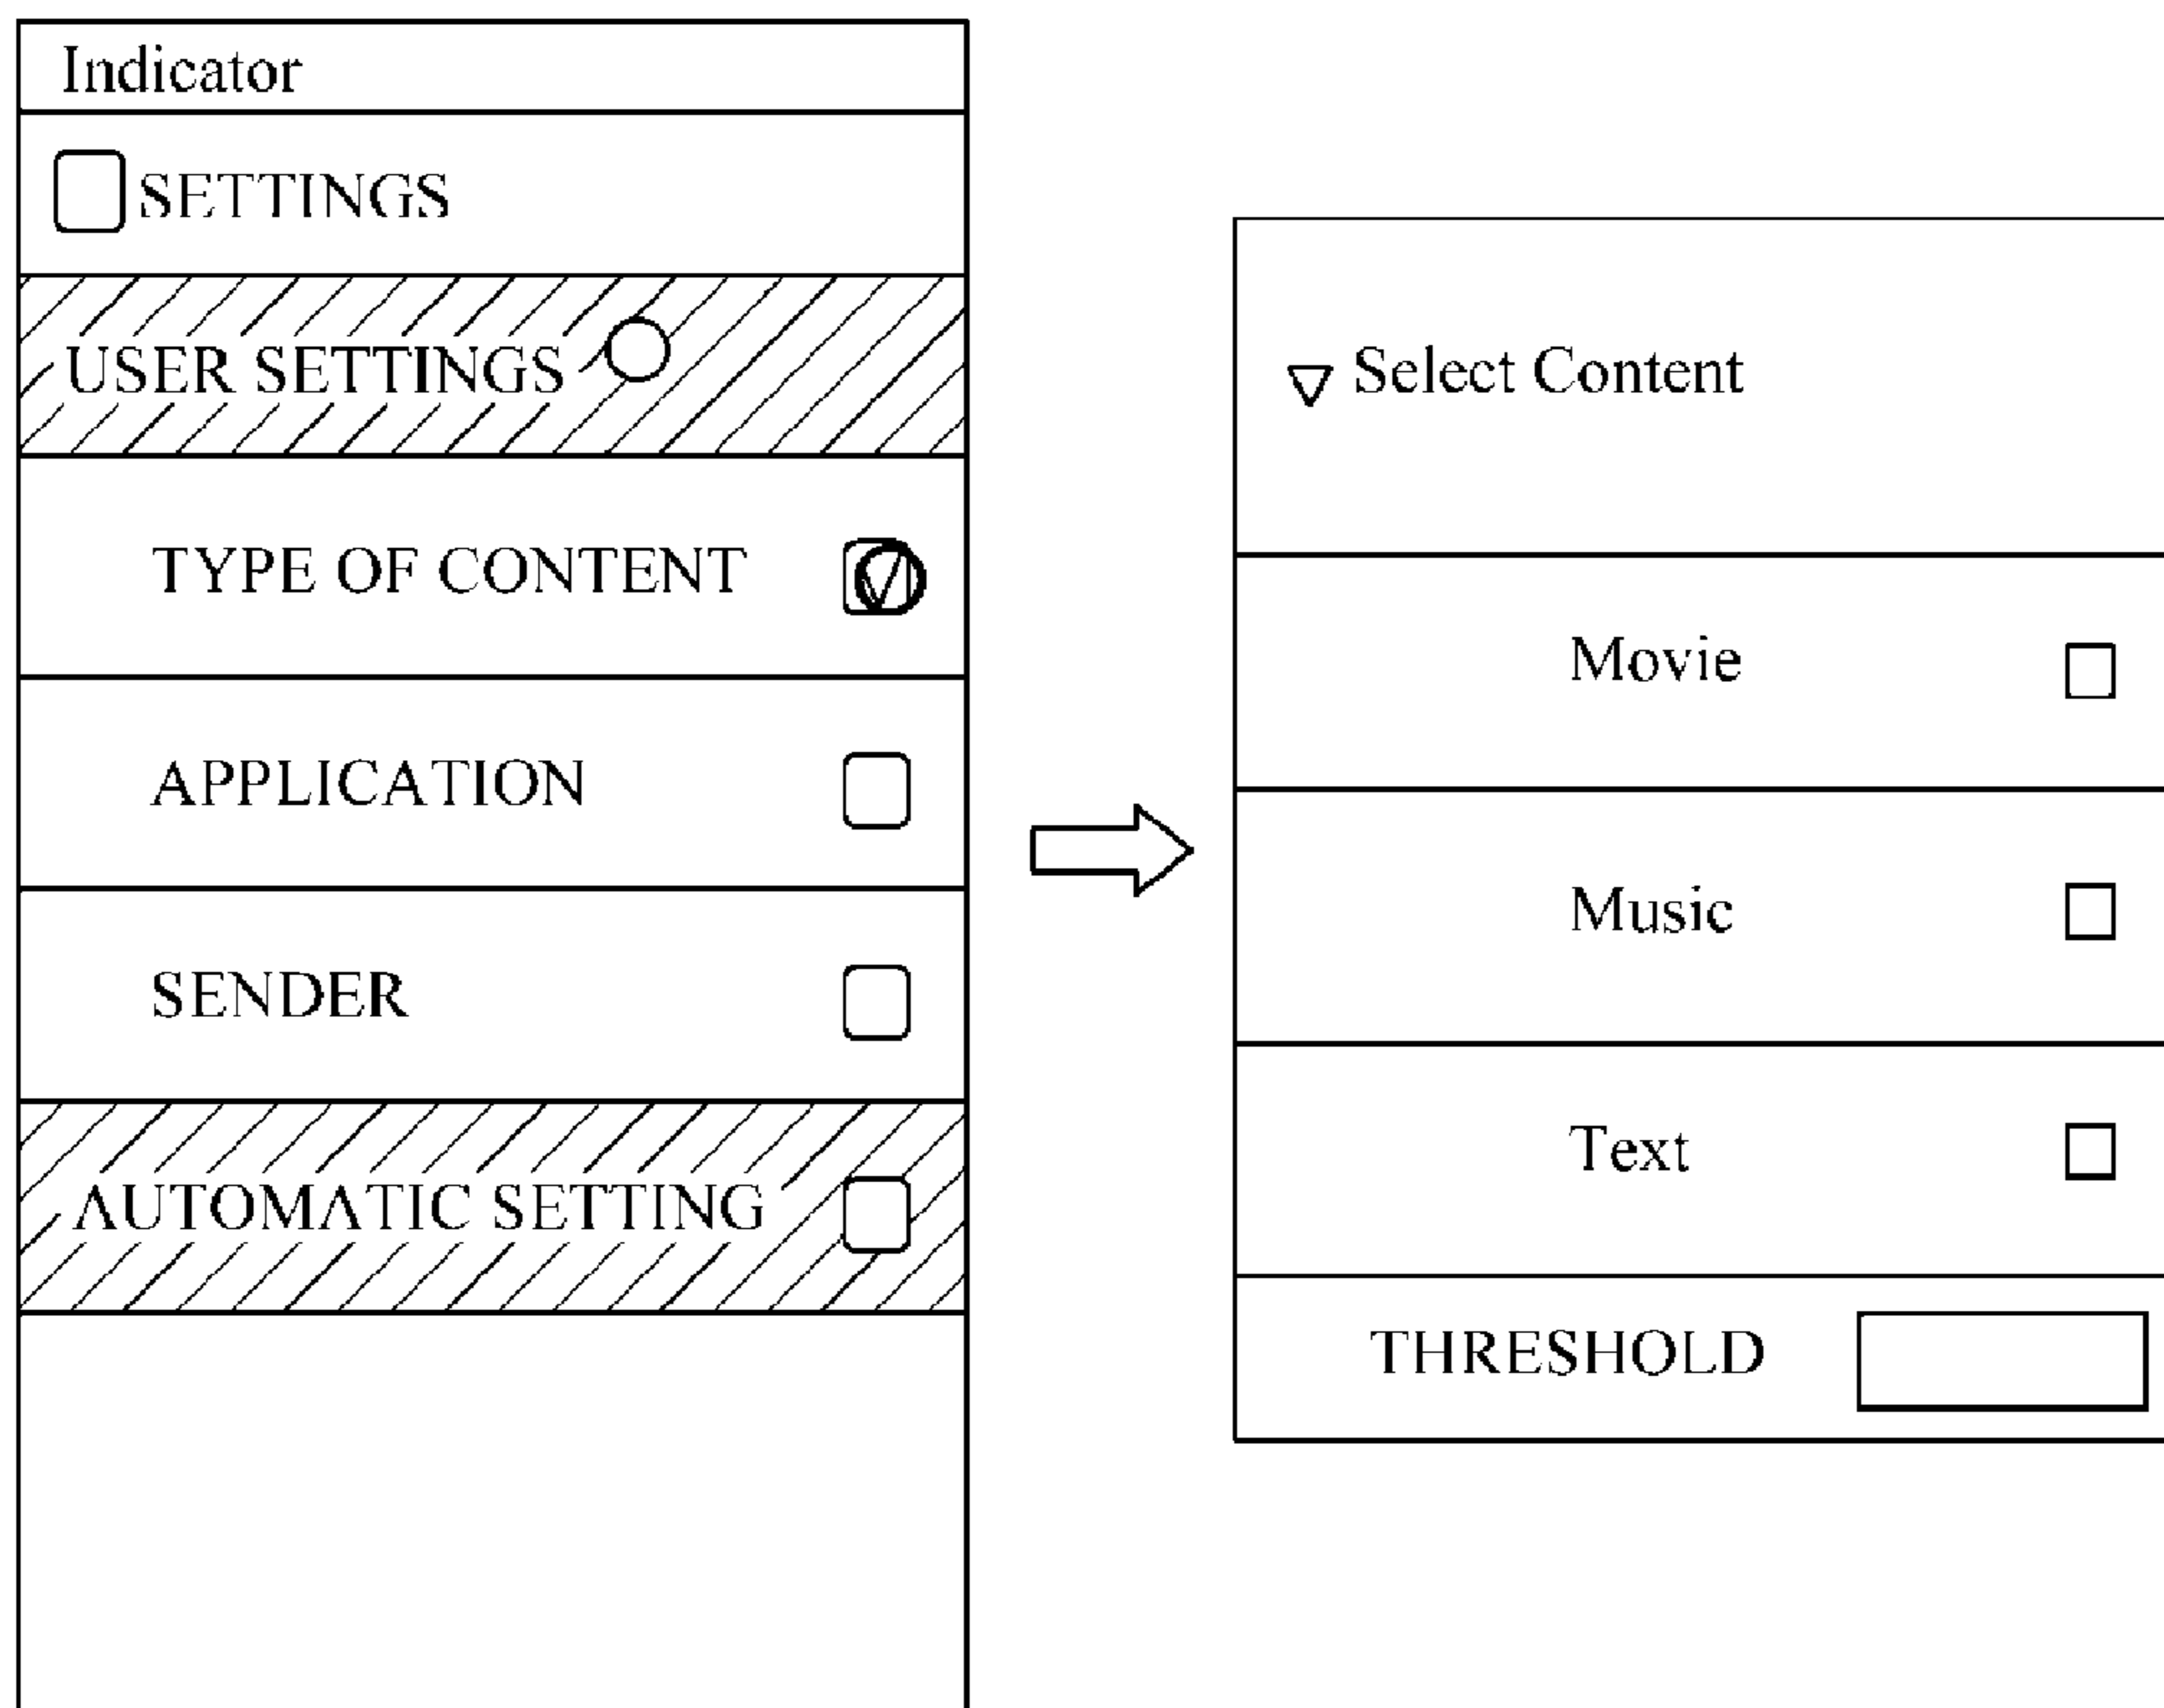 Indicator
SETTINGS
USER SETTINGS
TYPE OF CONTENT
APPLICATION
SENDER
AUTOMATIC SETTING
Select Content
Movie
Music
Text
THRESHOLD